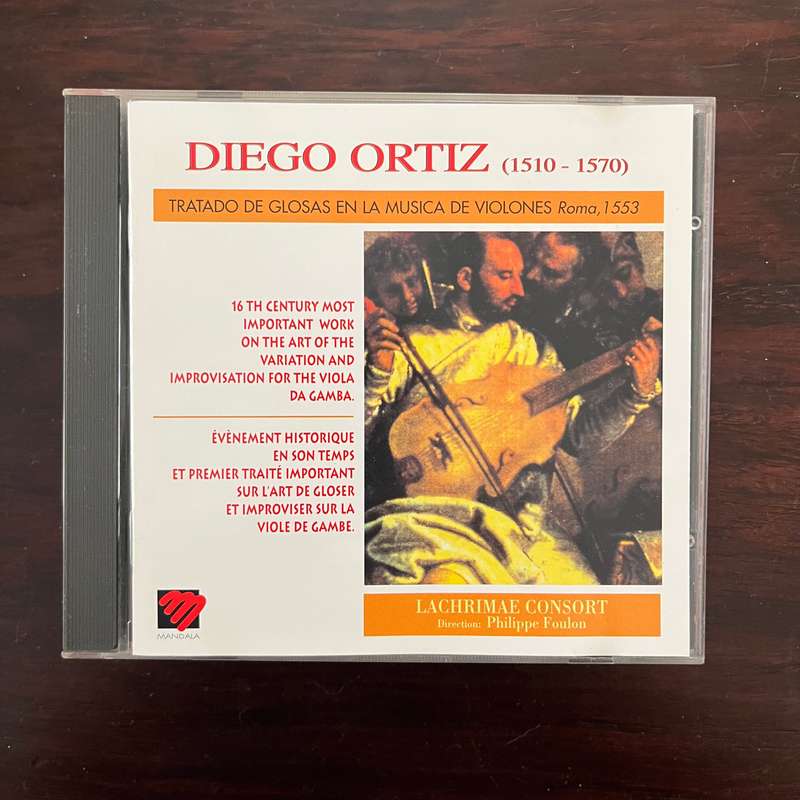 DIEGO ORTIZ (1510 - 1570)
TRATADO DE GLOSAS EN LA MUSICA DE VIOLONES Roma, 1553
16 TH CENTURY MOST
IMPORTANT WORK
ON THE ART OF THE
VARIATION AND
IMPROVISATION FOR THE VIOLA
DA GAMBA.
ÉVÈNEMENT HISTORIQUE
EN SON TEMPS
ET PREMIER TRAITÉ IMPORTANT
SUR L'ART DE GLOSER
ET IMPROVISER SUR LA
VIOLE DE GAMBE.
MANDALA
LACHRIMAE CONSORT
Direction: Philippe Foulon